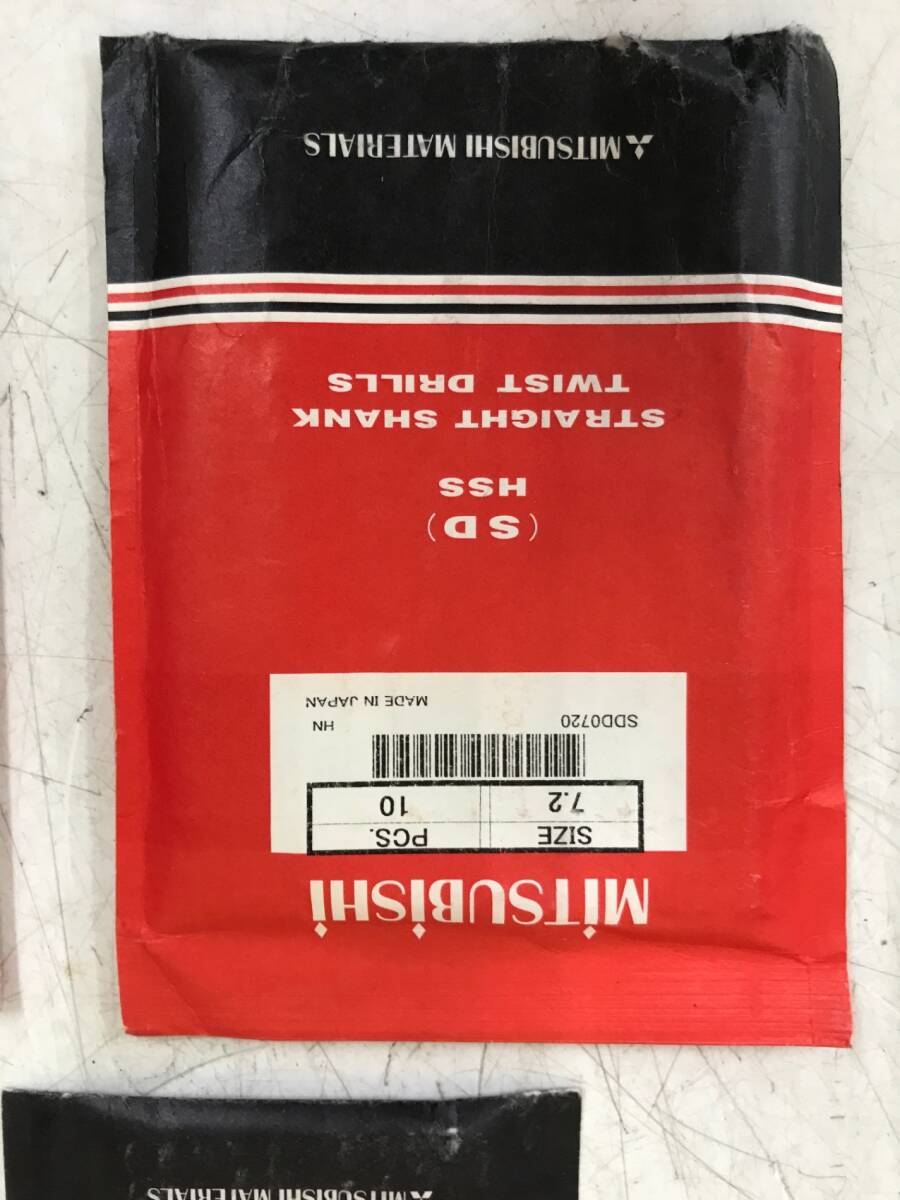 MiTSUBiSHi
SIZE PCS.
7.2 10
SDD0720 HN
MADE IN JAPAN
(SD)
HSS
STRAIGHT SHANK
TWIST DRILLS
MITSUBISHI MATERIALS
MITSUBISHI MATERIALS